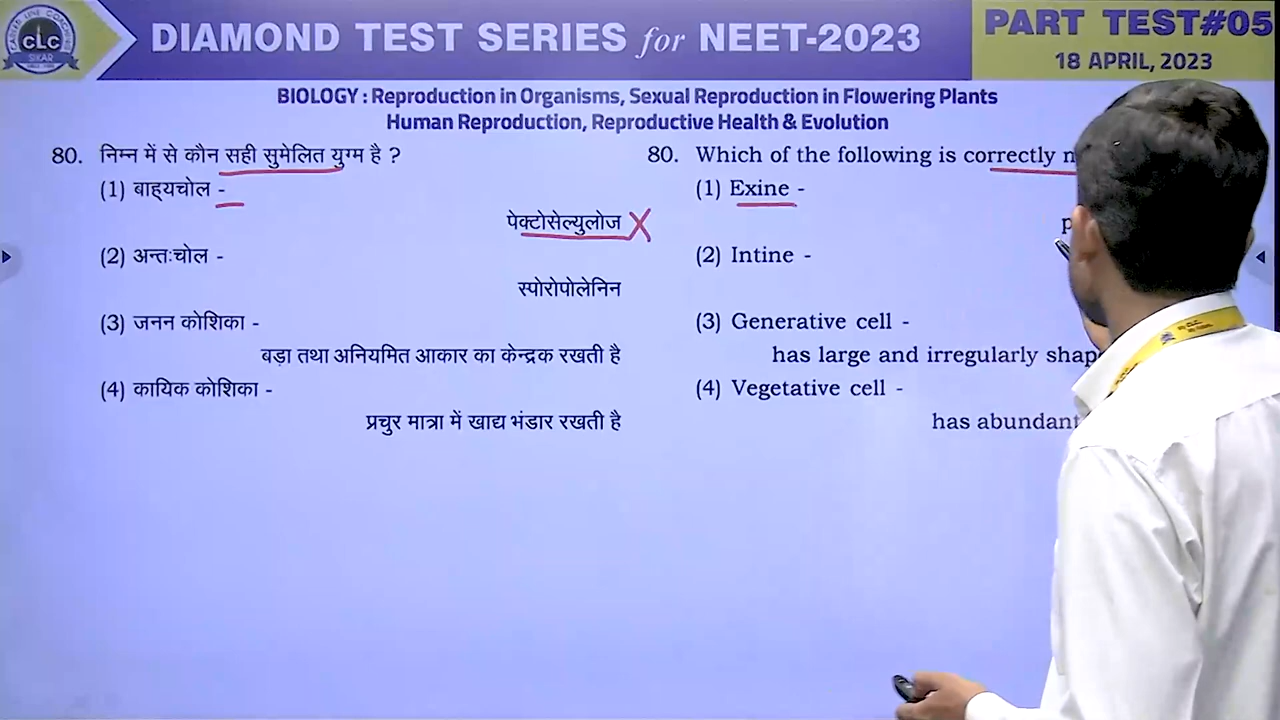 CLC
SIKAR
DIAMOND TEST SERIES for NEET-2023
PART TEST#05
18 APRIL, 2023
BIOLOGY : Reproduction in Organisms, Sexual Reproduction in Flowering Plants
Human Reproduction, Reproductive Health & Evolution
80. निम्न में से कौन सही सुमेलित युग्म है ?
(1) बाह्यचोल -
पेक्टोसेल्युलोज
(2) अन्तःचोल -
स्पोरोपोलेनिन
(3) जनन कोशिका -
बड़ा तथा अनियमित आकार का केन्द्रक रखती है
(4) कायिक कोशिका -
प्रचुर मात्रा में खाद्य भंडार रखती है
80. Which of the following is correctly
(1) Exine -
(2) Intine -
(3) Generative cell -
has large and irregularly
(4) Vegetative cell -
has abundant